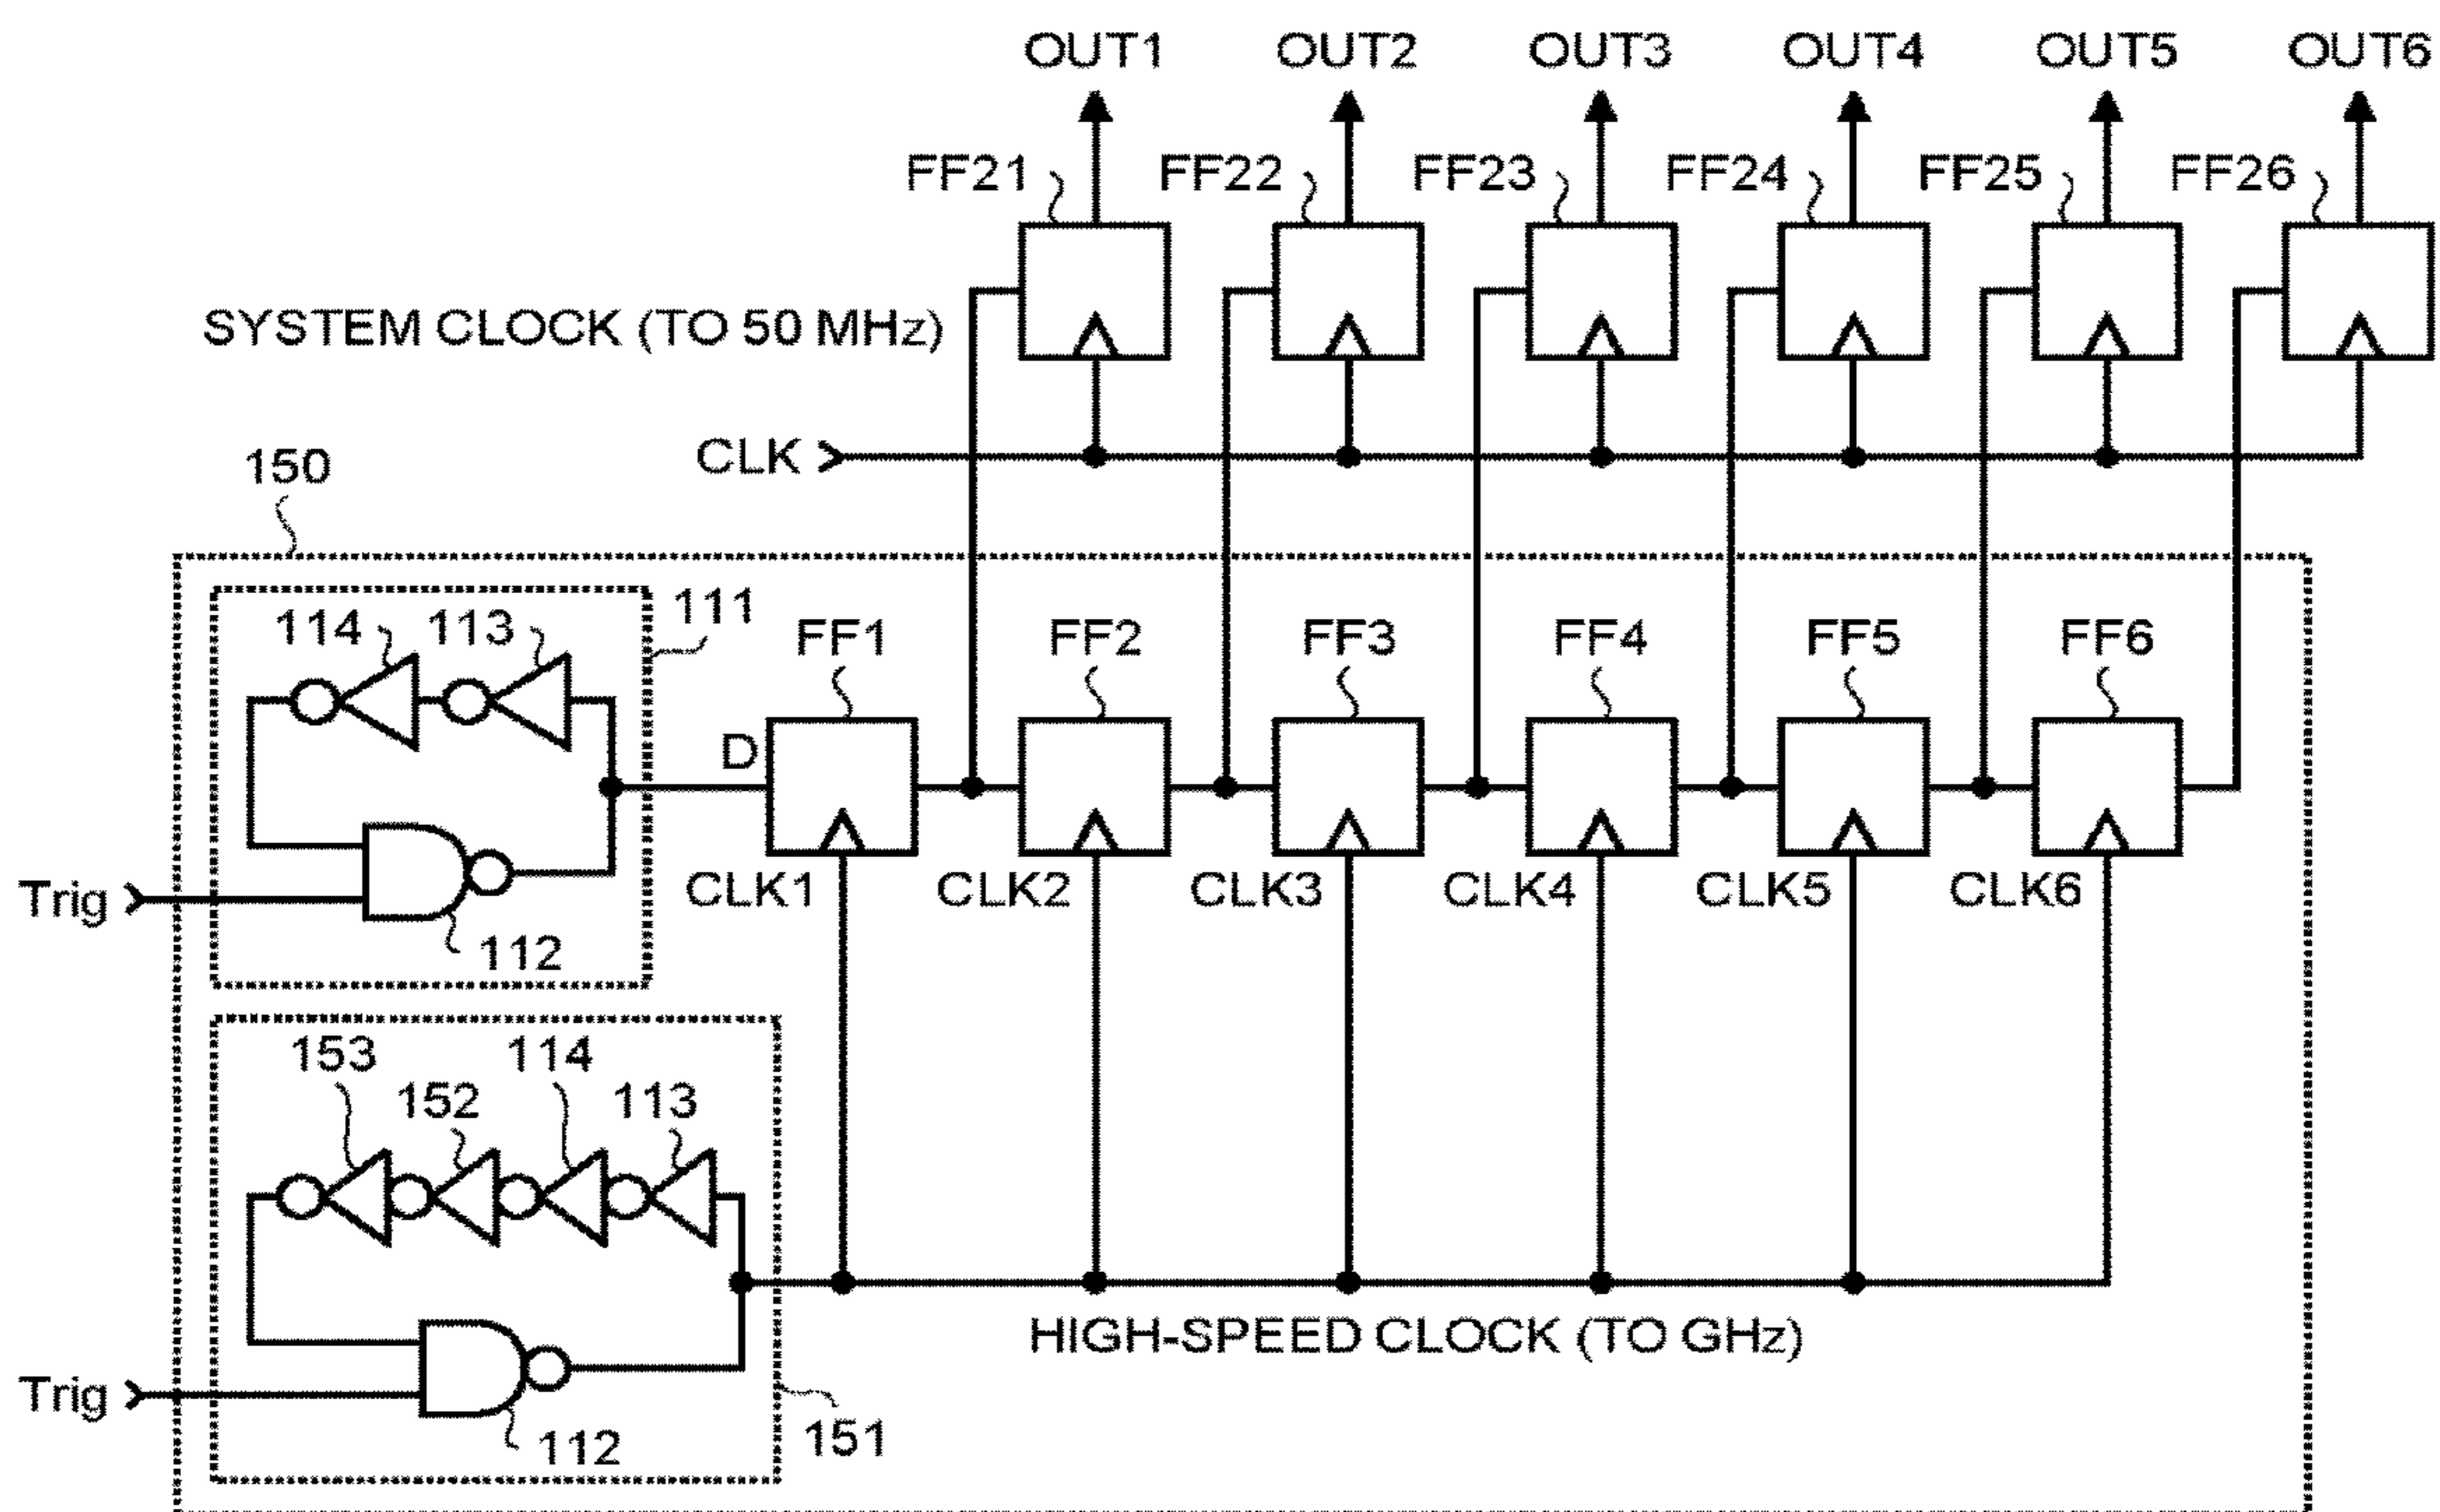 OUT1 OUT2 OUT3 OUT4 OUT5 OUT6
FF21 FF22 FF23 FF24 FF25 FF26
SYSTEM CLOCK (TO 50 MHz)
CLK
150
114 113 111
FF1 FF2 FF3 FF4 FF5 FF6
D
Trig
CLK1 CLK2 CLK3 CLK4 CLK5 CLK6
112
153 114
152 113
HIGH-SPEED CLOCK (TO GHz)
Trig
112
151